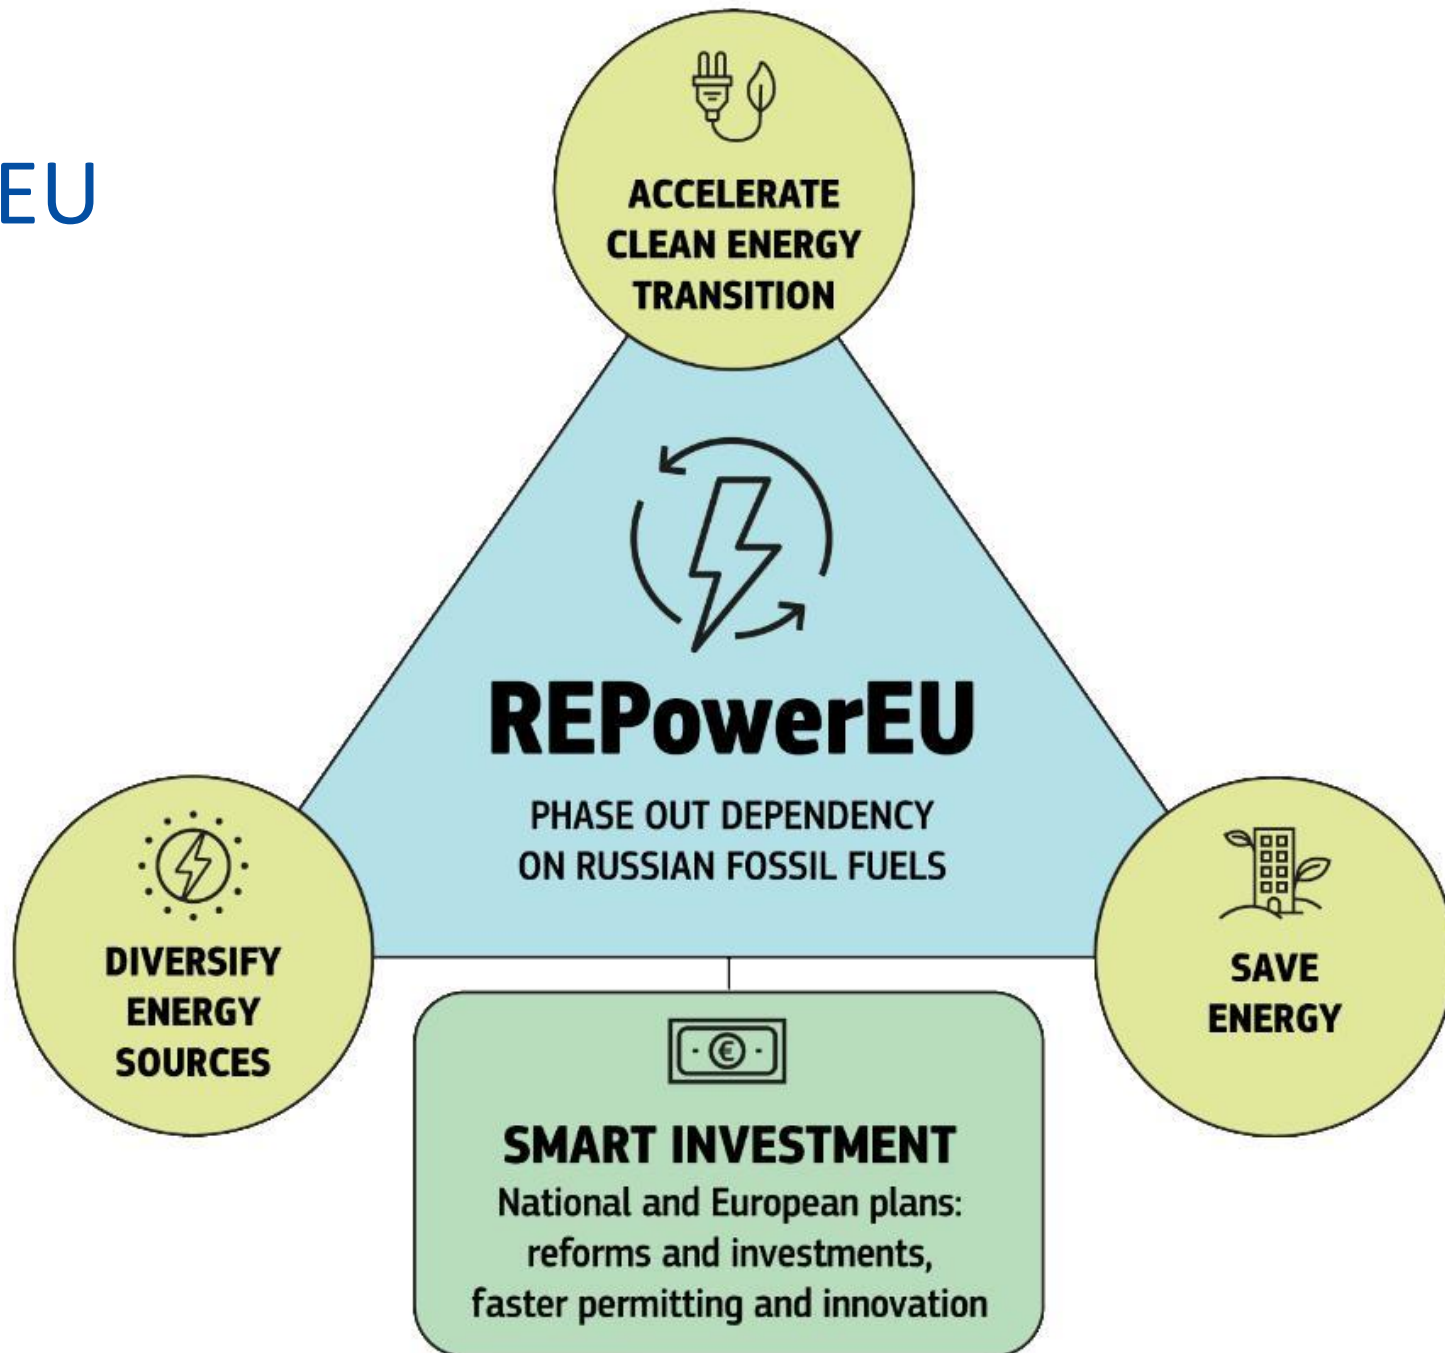 EU
ACCELERATE
CLEAN ENERGY
TRANSITION
REPowerEU
PHASE OUT DEPENDENCY
ON RUSSIAN FOSSIL FUELS
DIVERSIFY
ENERGY
SOURCES
SAVE
ENERGY
€
SMART INVESTMENT
National and European plans:
reforms and investments,
faster permitting and innovation